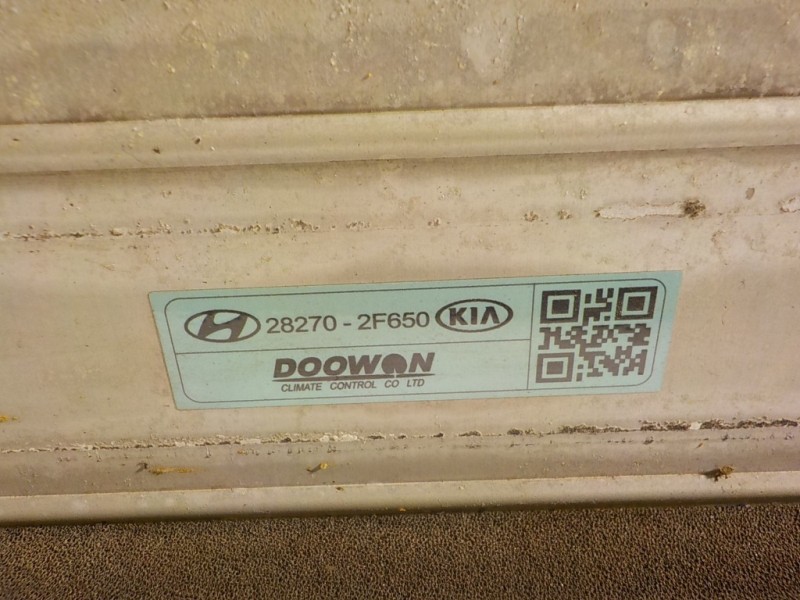 28270 - 2F650 KIA
DOOWON
CLIMATE CONTROL CO LTD